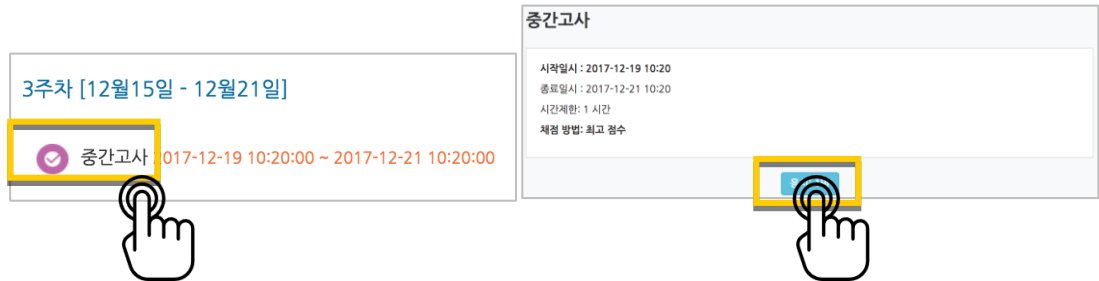 3주차 [12월15일 - 12월21일]
중간고사 2017-12-19 10:20:00 ~ 2017-12-21 10:20:00
중간고사
시작일시 : 2017-12-19 10:20
종료일시 : 2017-12-21 10:20
시간제한: 1 시간
채점 방법: 최고 점수